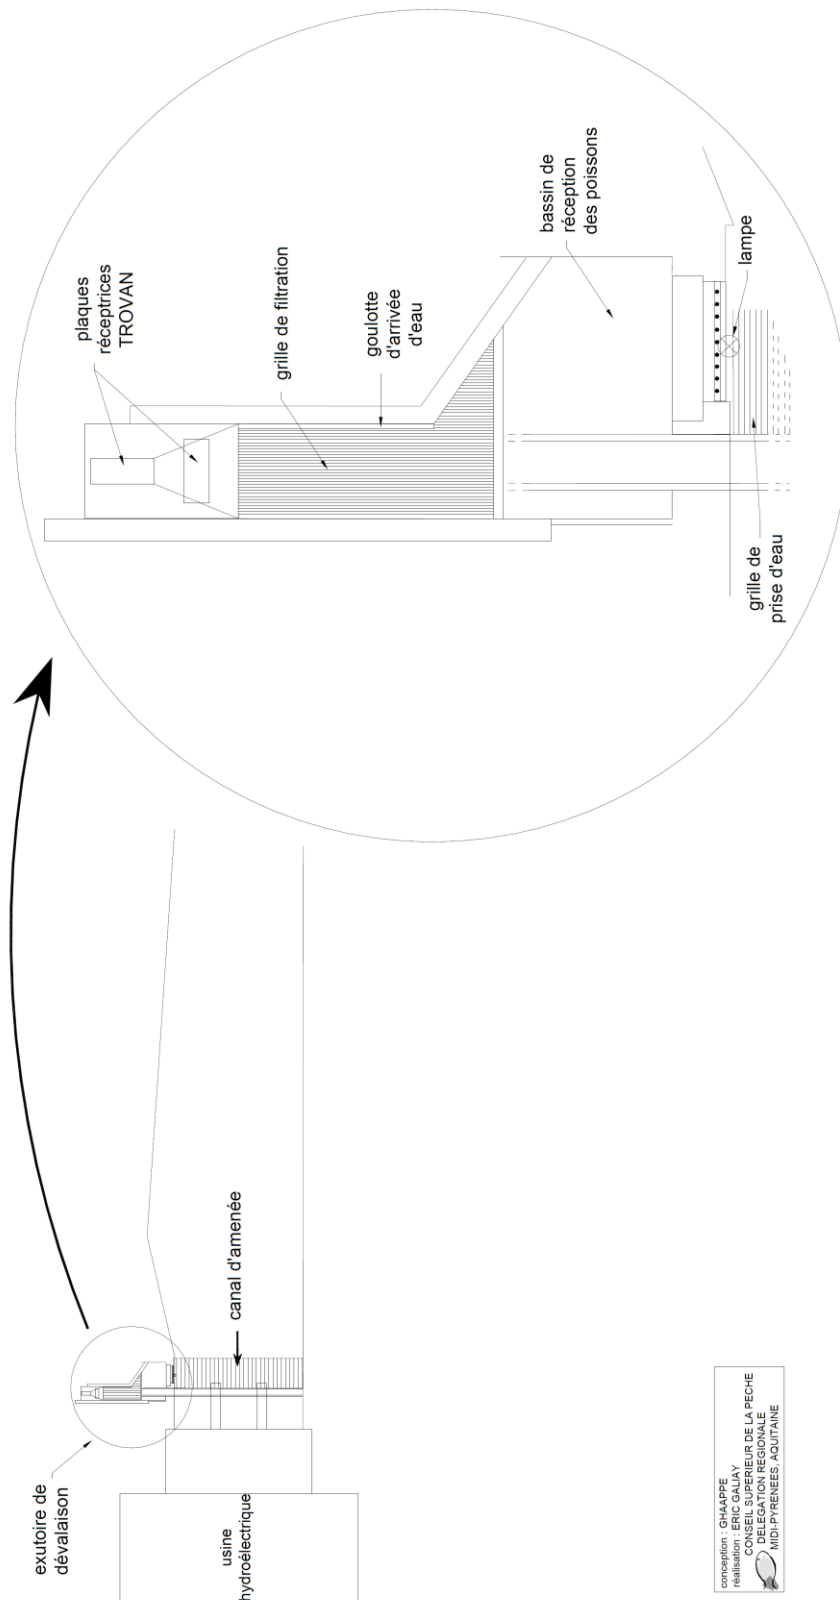 exutoire de
dévalaison
usine
hydroélectrique
canal d'amenée
plaques
réceptrices
TROVAN
grille de filtration
goulotte
d'arrivée
d'eau
bassin de
réception
des poissons
lampe
grille de
prise d'eau
conception : GHAAPPE
réalisation : ERIC GALIAY
CONSEIL SUPERIEUR DE LA PECHE
DELEGATION REGIONALE
MIDI-PYRENEES, AQUITAINE